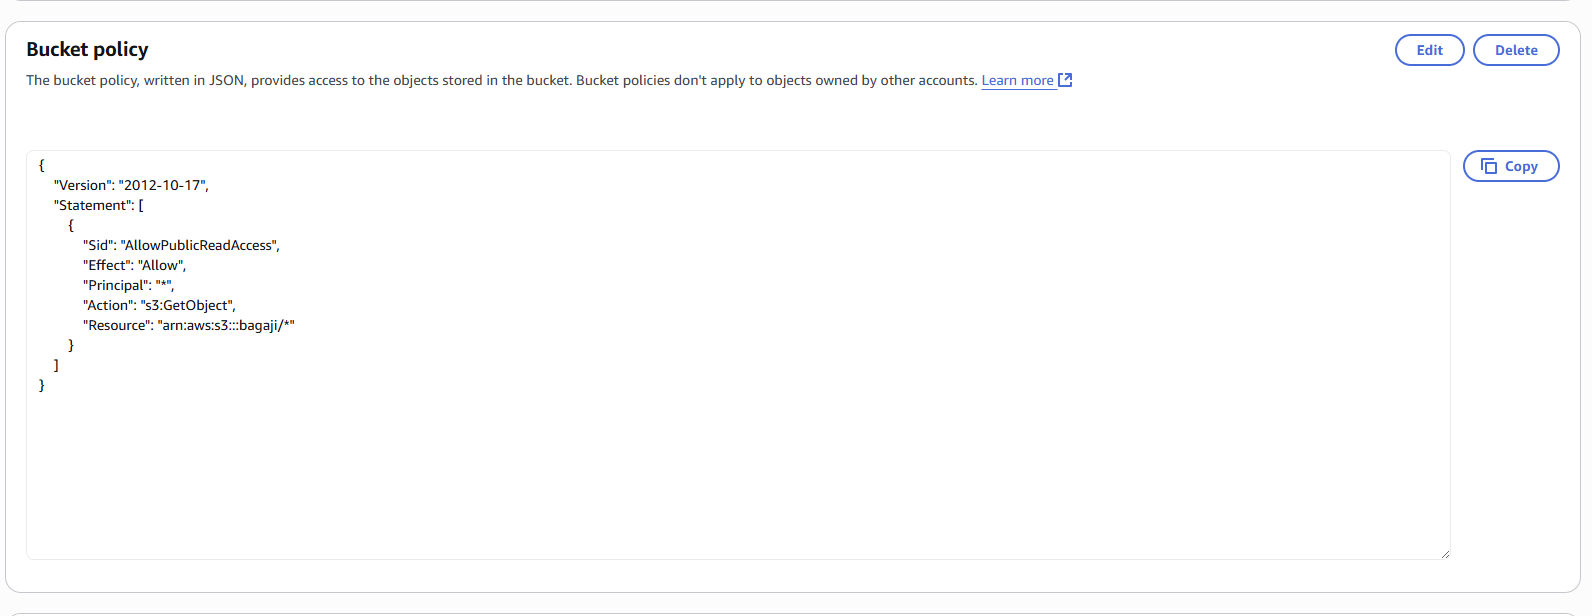 Bucket policy
Edit
Delete
The bucket policy, written in JSON, provides access to the objects stored in the bucket. Bucket policies don't apply to objects owned by other accounts. Learn more
Copy
{
"Version": "2012-10-17",
"Statement": [
{
"Sid": "AllowPublicReadAccess",
"Effect": "Allow",
"Principal": "*",
"Action": "s3:GetObject",
"Resource": "arn:aws:s3:::bagaji/*"
}
]
}